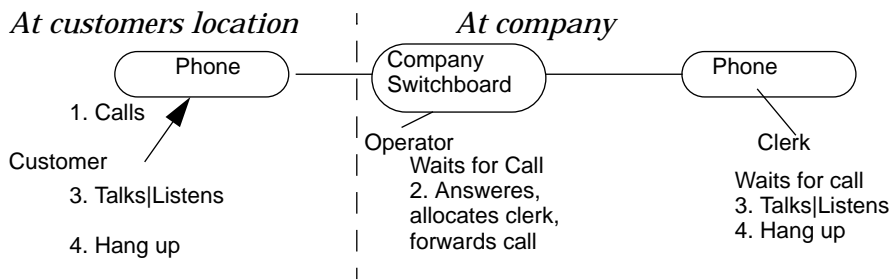 At customers location
At company
Phone
Company
Switchboard
Phone
1. Calls
Customer
3. Talks|Listens
4. Hang up
Operator
Waits for Call
2. Answeres,
allocates clerk,
forwards call
Clerk
Waits for call
3. Talks|Listens
4. Hang up